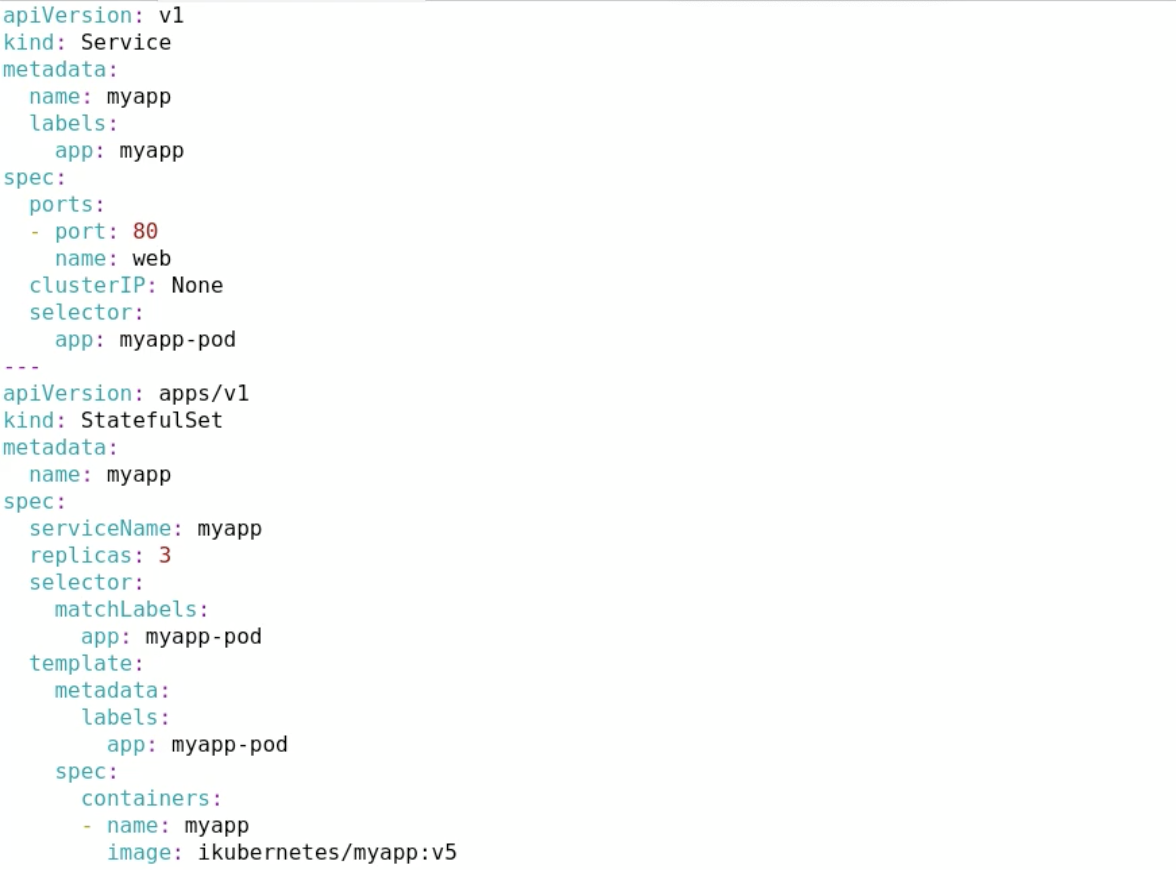 apiVersion: v1
kind: Service
metadata:
  name: myapp
  labels:
    app: myapp
spec:
  ports:
  - port: 80
    name: web
  clusterIP: None
  selector:
    app: myapp-pod
---
apiVersion: apps/v1
kind: StatefulSet
metadata:
  name: myapp
spec:
  serviceName: myapp
  replicas: 3
  selector:
    matchLabels:
      app: myapp-pod
  template:
    metadata:
      labels:
        app: myapp-pod
    spec:
      containers:
      - name: myapp
        image: ikubernetes/myapp:v5